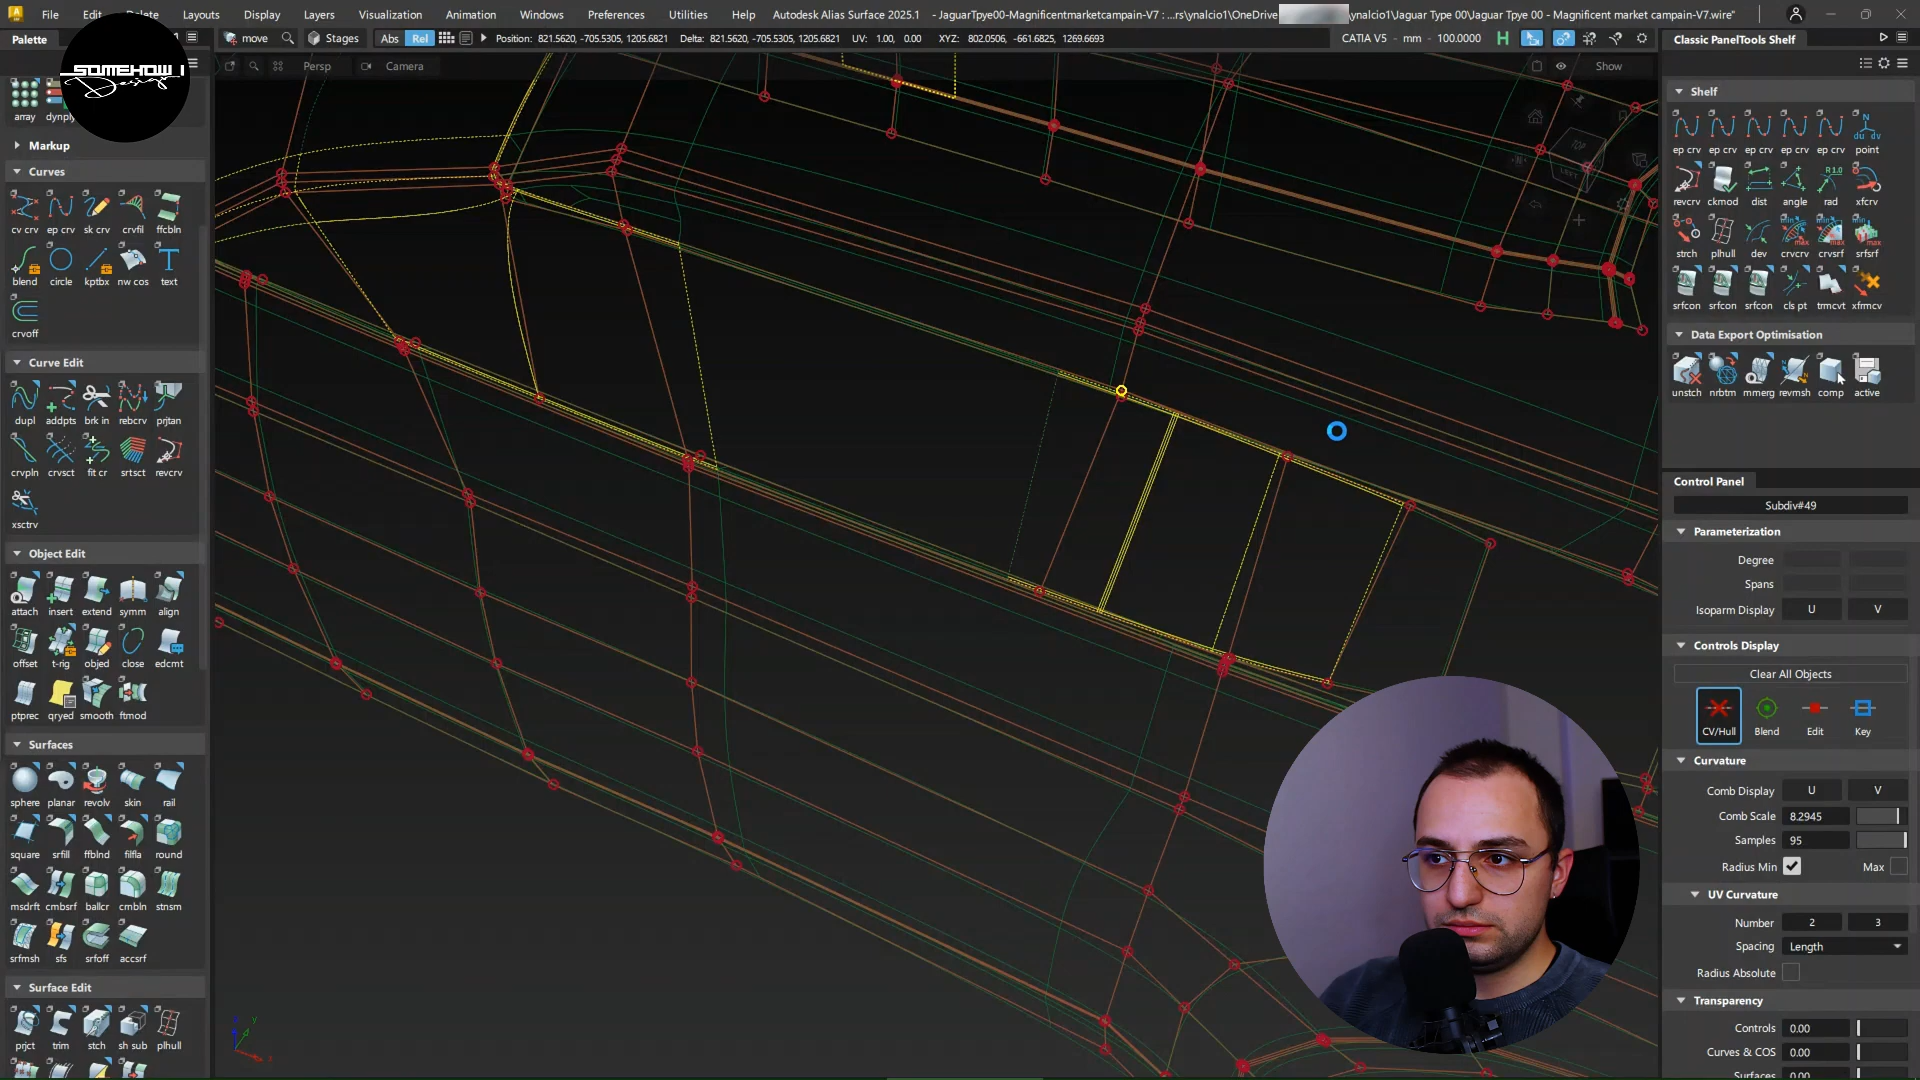 File
Edit
Delete
Layouts
Display
Layers
Visualization
Animation
Windows
Preferences
Utilities
Help
Autodesk Alias Surface 2025.1
- JaguarTpye00-Magnificentmarketcampain-V7 : ...rs\ynalcio1\OneDrive
ynalcio1\Jaguar Type 00\Jaguar Tpye 00 - Magnificent market campain-V7.wire"
Palette
move
Stages
Abs
Rel
Position: 821.5620, -705.5305, 1205.6821
Delta: 821.5620, -705.5305, 1205.6821
UV: 1.00, 0.00
XYZ: 802.0506, -661.6825, 1269.6693
CATIA V5 - mm - 100.0000
H
Classic PanelTools Shelf
SOMEHOW I
Design
Persp
Camera
Show
array
Markup
Curves
cv crv
ep crv
sk crv
crvfil
ffcbln
blend
circle
kptbx
nw cos
text
crvoff
Curve Edit
dupl
addpts
brk in
rebcrv
prjtan
crvpln
crvsct
fit cr
srtsct
revcrv
xsctrv
Object Edit
attach
insert
extend
symm
align
offset
t-rig
objed
close
edcmt
ptprec
qryed
smooth
ftmod
Surfaces
sphere
planar
revolv
skin
rail
square
srfill
ffblnd
filfla
round
msdrft
cmbsrf
ballcr
crnbln
stnsm
srfmsh
sfs
srfoff
accsrf
Surface Edit
prjct
trim
stch
sh sub
plhull
TOP
LEFT
Shelf
ep crv
ep crv
ep crv
ep crv
ep crv
point
revcrv
ckmod
dist
angle
rad
xfcrv
strch
plhull
dev
crvcrv
crvsrf
srfsrf
srfcon
srfcon
srfcon
cls pt
trmcvt
xfmcv
Data Export Optimisation
unstch
nrbtm
mmerg
revmsh
comp
active
Control Panel
Subdiv#49
Parameterization
Degree
Spans
Isoparm Display
U
V
Controls Display
Clear All Objects
CV/Hull
Blend
Edit
Key
Curvature
Comb Display
U
V
Comb Scale
8.2945
Samples
95
Radius Min
Max
UV Curvature
Number
2
3
Spacing
Length
Radius Absolute
Transparency
Controls
0.00
Curves & COS
0.00
Surfaces
0.00